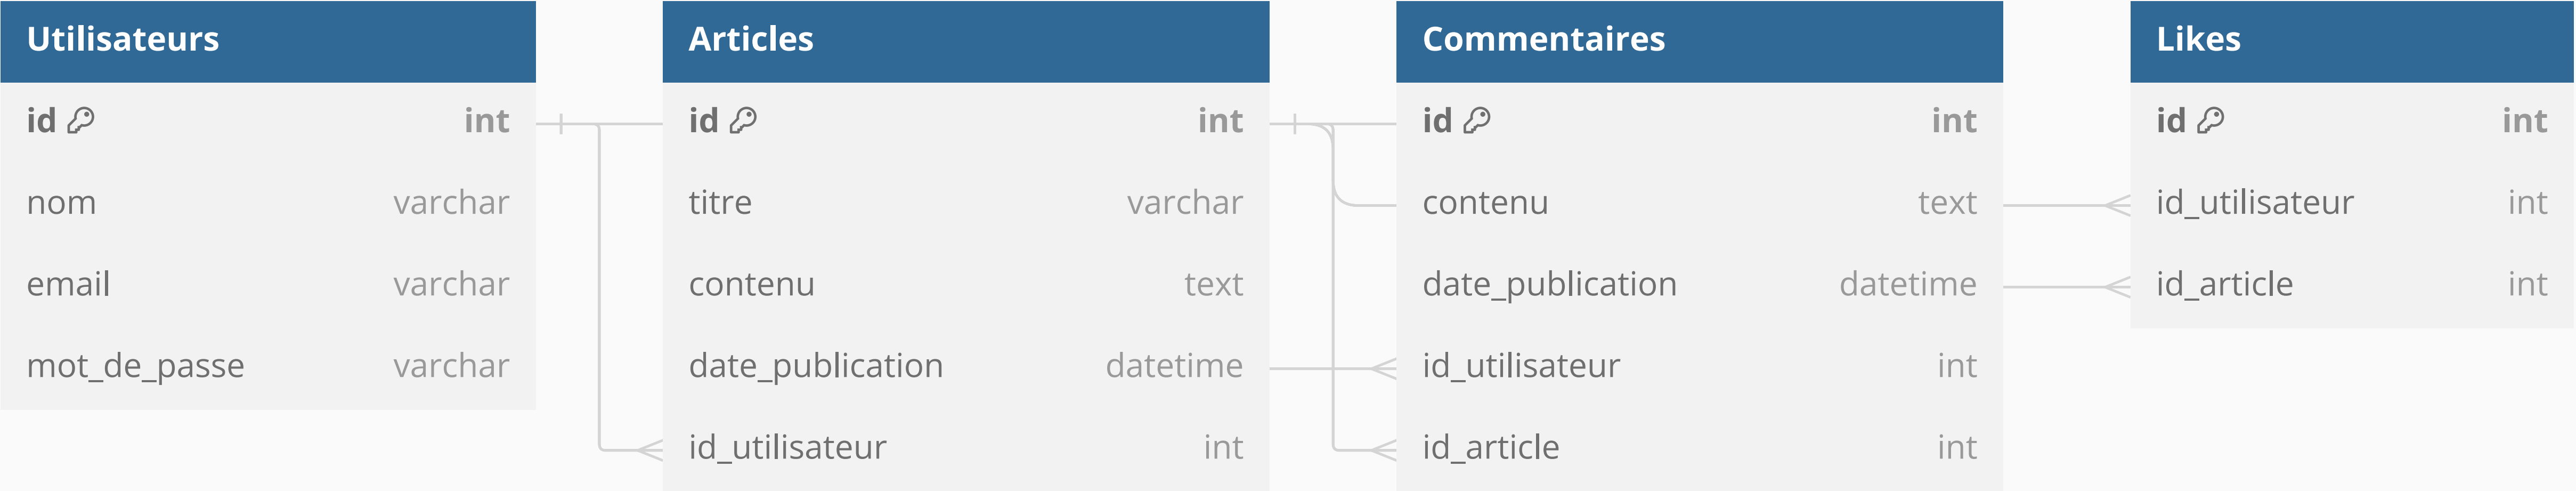 Utilisateurs
id int
nom varchar
email varchar
mot_de_passe varchar
Articles
id int
titre varchar
contenu text
date_publication datetime
id_utilisateur int
Commentaires
id int
contenu text
date_publication datetime
id_utilisateur int
id_article int
Likes
id int
id_utilisateur int
id_article int